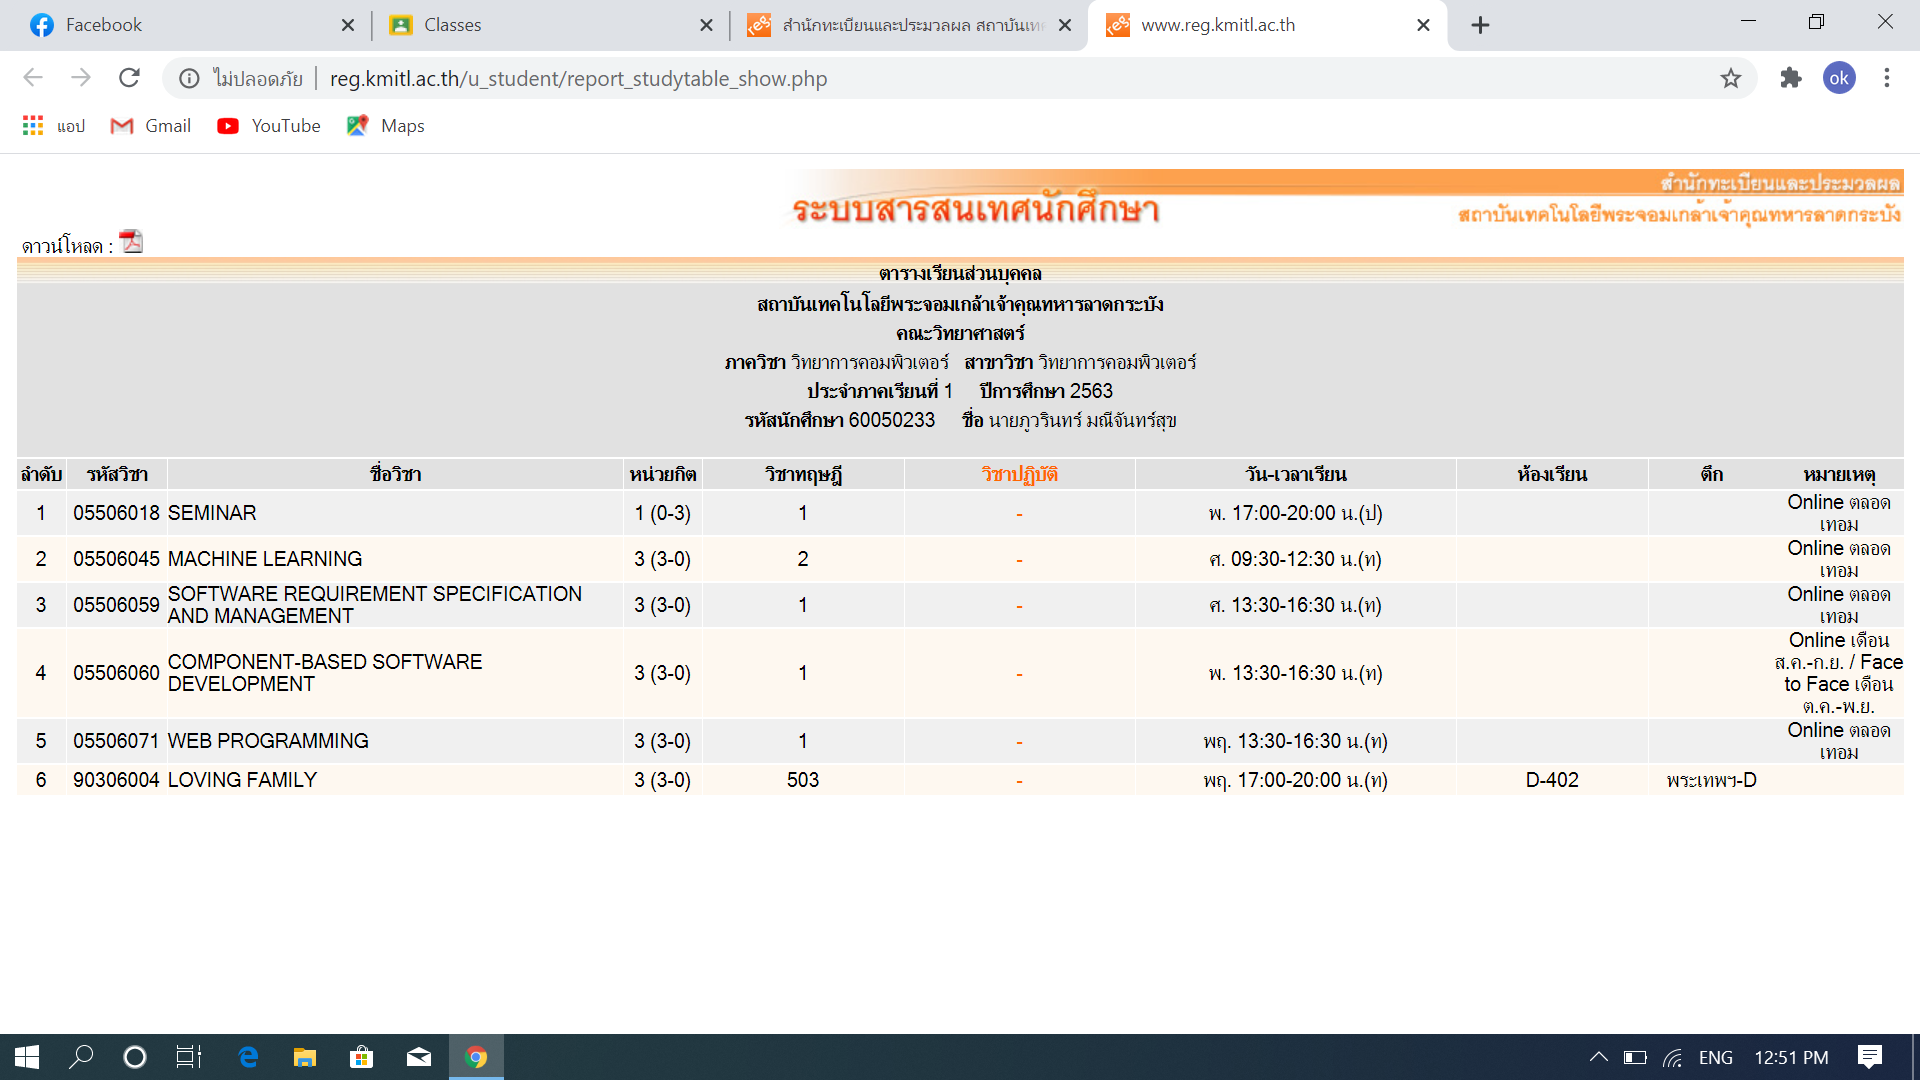 Facebook
Classes
สำนักทะเบียนและประมวลผล สถาบันเท
www.reg.kmitl.ac.th
ไม่ปลอดภัย
reg.kmitl.ac.th/u_student/report_studytable_show.php
ok
แอป
Gmail
YouTube
Maps
ระบบสารสนเทศนักศึกษา
สำนักทะเบียนและประมวลผล
สถาบันเทคโนโลยีพระจอมเกล้าเจ้าคุณทหารลาดกระบัง
ดาวน์โหลด :
ตารางเรียนส่วนบุคคล
สถาบันเทคโนโลยีพระจอมเกล้าเจ้าคุณทหารลาดกระบัง
คณะวิทยาศาสตร์
ภาควิชา วิทยาการคอมพิวเตอร์ สาขาวิชา วิทยาการคอมพิวเตอร์
ประจำภาคเรียนที่ 1 ปีการศึกษา 2563
รหัสนักศึกษา 60050233 ชื่อ นายภูวรินทร์ มณีจันทร์สุข
ลำดับ รหัสวิชา ชื่อวิชา หน่วยกิต วิชาทฤษฎี วิชาปฏิบัติ วัน-เวลาเรียน ห้องเรียน ตึก หมายเหตุ
1 05506018 SEMINAR 1 (0-3) 1 - พ. 17:00-20:00 น.(ป) Online ตลอด
เทอม
2 05506045 MACHINE LEARNING 3 (3-0) 2 - ศ. 09:30-12:30 น.(ท) Online ตลอด
เทอม
3 05506059 SOFTWARE REQUIREMENT SPECIFICATION
AND MANAGEMENT 3 (3-0) 1 - ศ. 13:30-16:30 น.(ท) Online ตลอด
เทอม
4 05506060 COMPONENT-BASED SOFTWARE
DEVELOPMENT 3 (3-0) 1 - พ. 13:30-16:30 น.(ท) Online เดือน
ส.ค.-ก.ย. / Face
to Face เดือน
ต.ค.-พ.ย.
5 05506071 WEB PROGRAMMING 3 (3-0) 1 - พฤ. 13:30-16:30 น.(ท) Online ตลอด
เทอม
6 90306004 LOVING FAMILY 3 (3-0) 503 - พฤ. 17:00-20:00 น.(ท) D-402 พระเทพฯ-D
ENG
12:51 PM